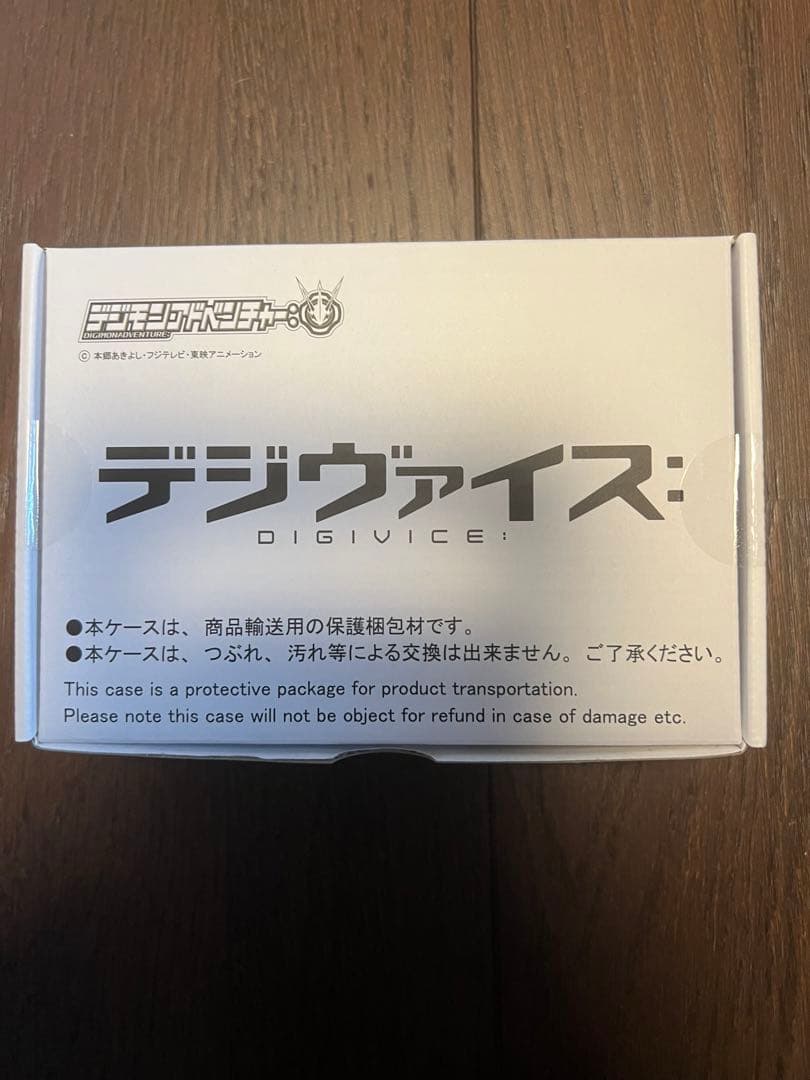 デジモンアドベンチャー:
DIGIMONADVENTURE:
© 本郷あきよし・フジテレビ・東映アニメーション
デジヴァイス:
DIGIVICE:
●本ケースは、商品輸送用の保護梱包材です。
●本ケースは、つぶれ、汚れ等による交換は出来ません。ご了承ください。
This case is a protective package for product transportation.
Please note this case will not be object for refund in case of damage etc.